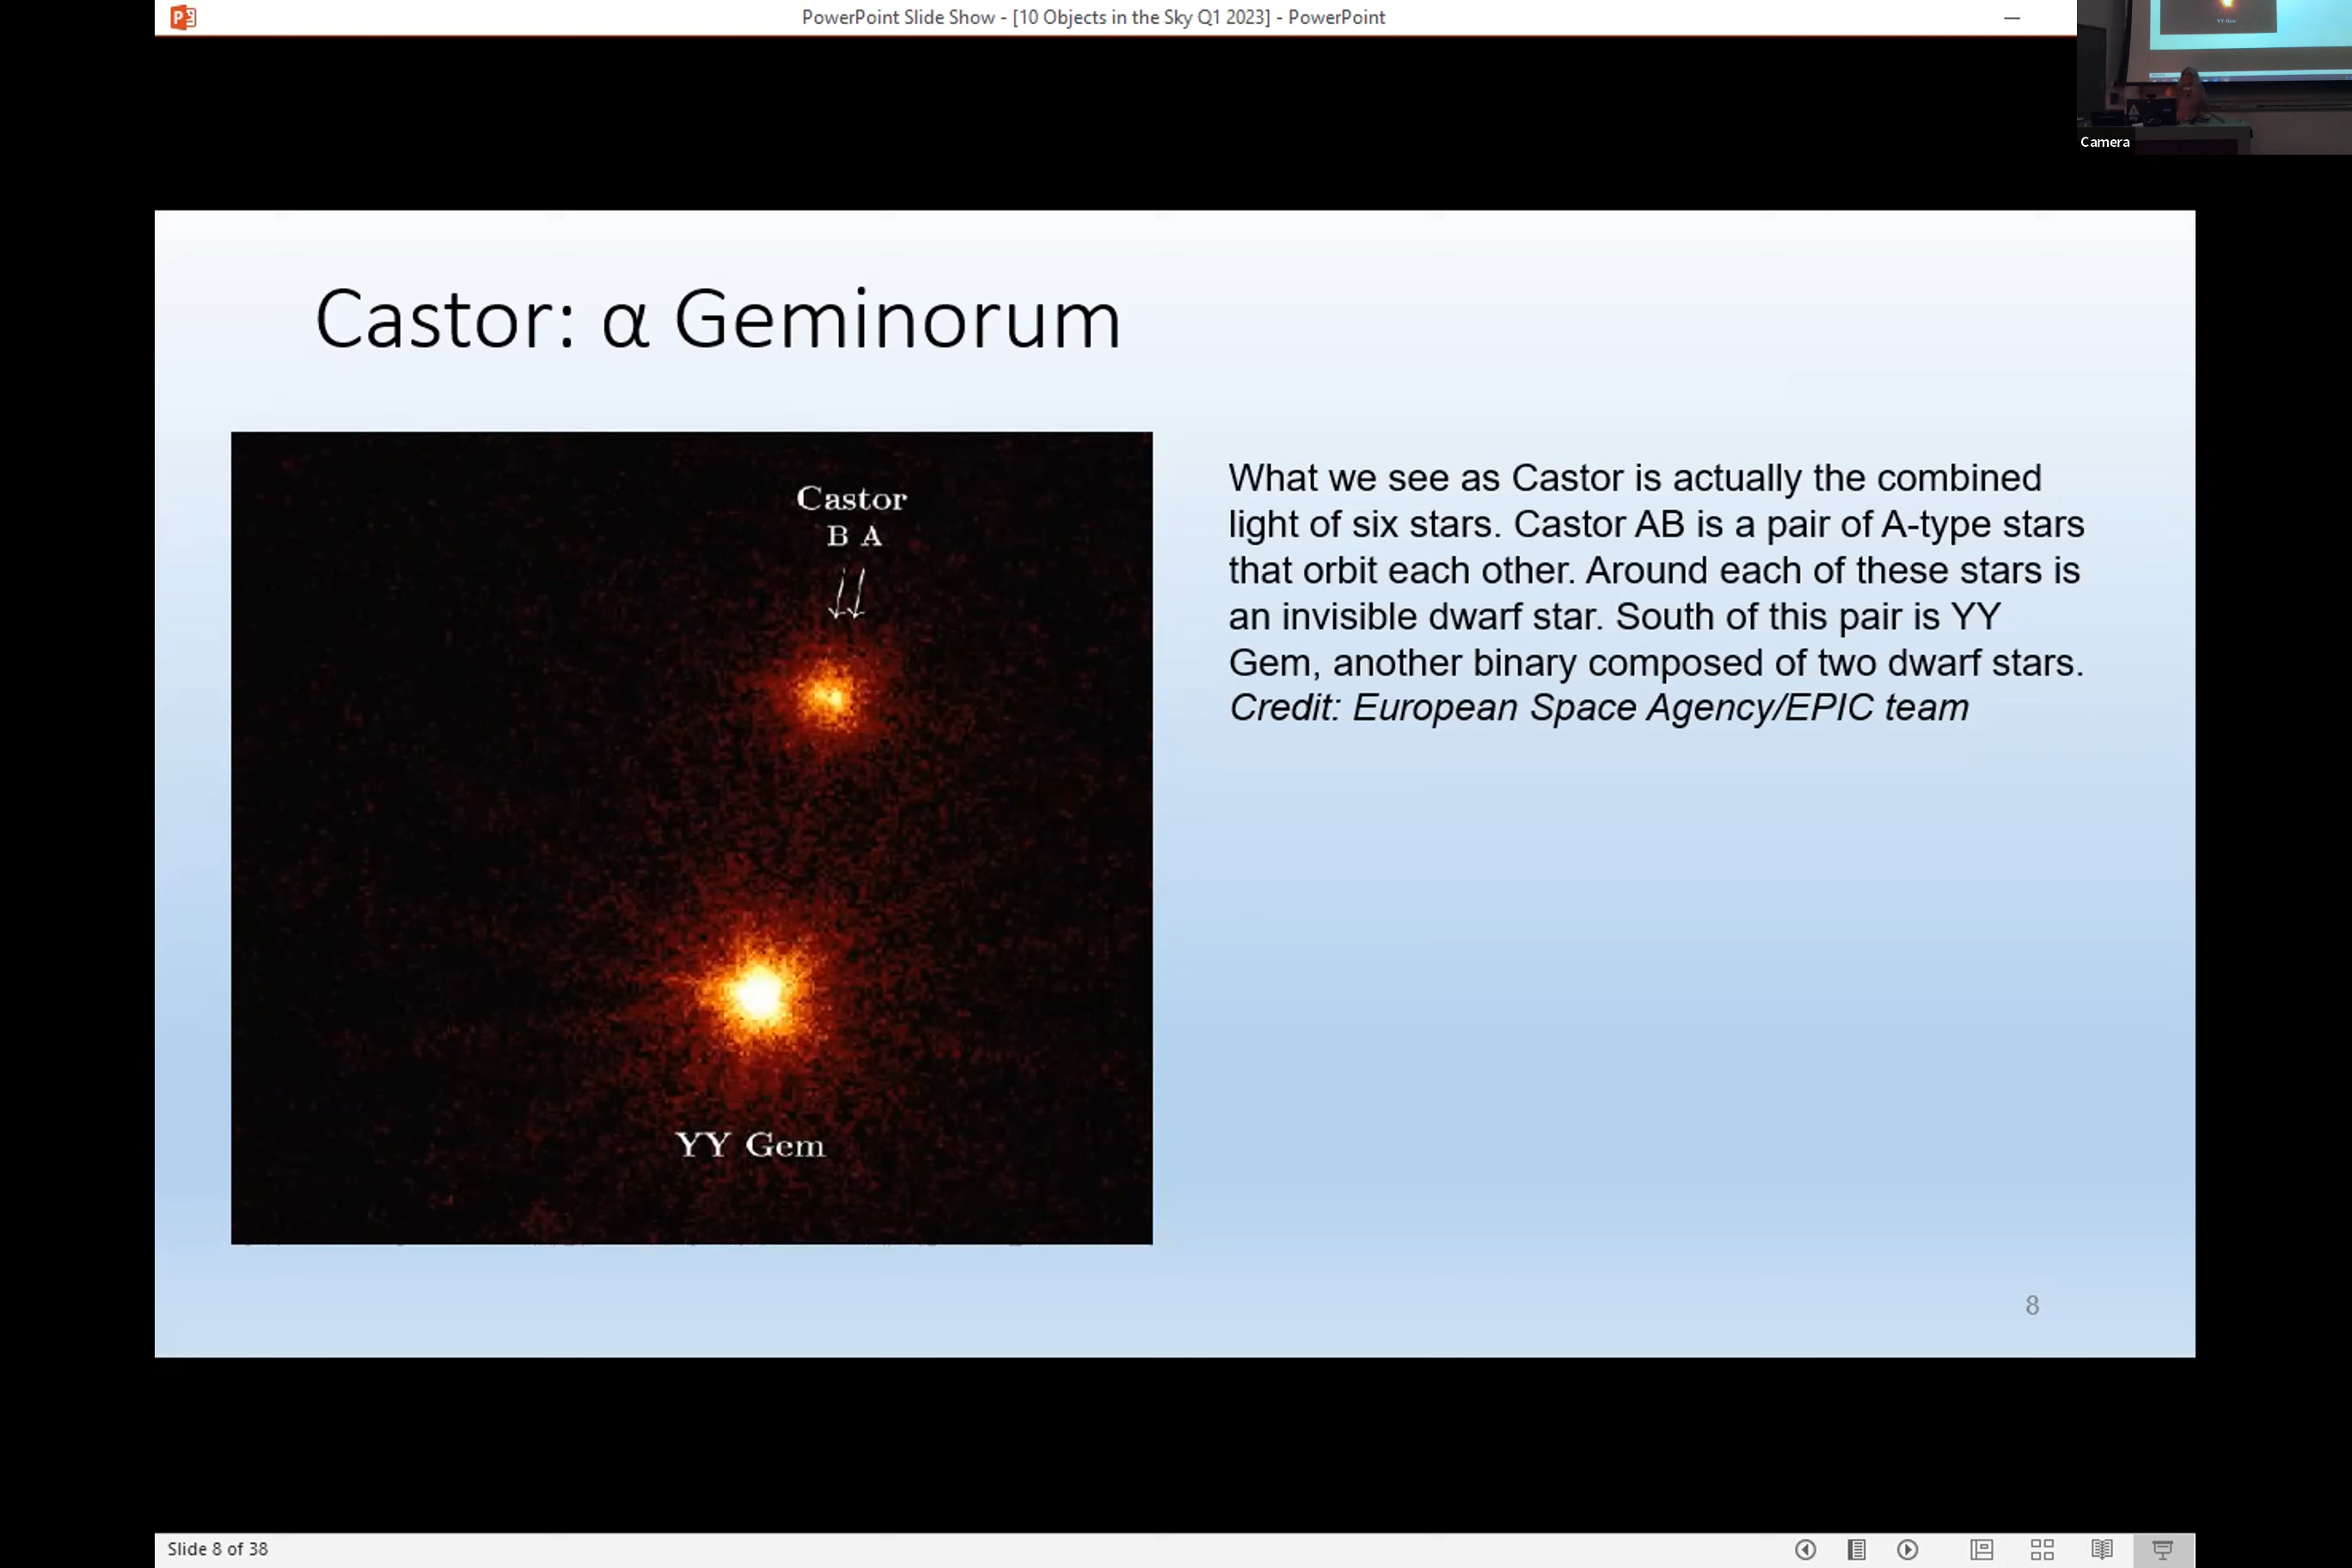 PowerPoint Slide Show - [10 Objects in the Sky Q1 2023] - PowerPoint
Camera
Castor: α Geminorum
Castor
B A
YY Gem
What we see as Castor is actually the combined
light of six stars. Castor AB is a pair of A-type stars
that orbit each other. Around each of these stars is
an invisible dwarf star. South of this pair is YY
Gem, another binary composed of two dwarf stars.
Credit: European Space Agency/EPIC team
8
Slide 8 of 38